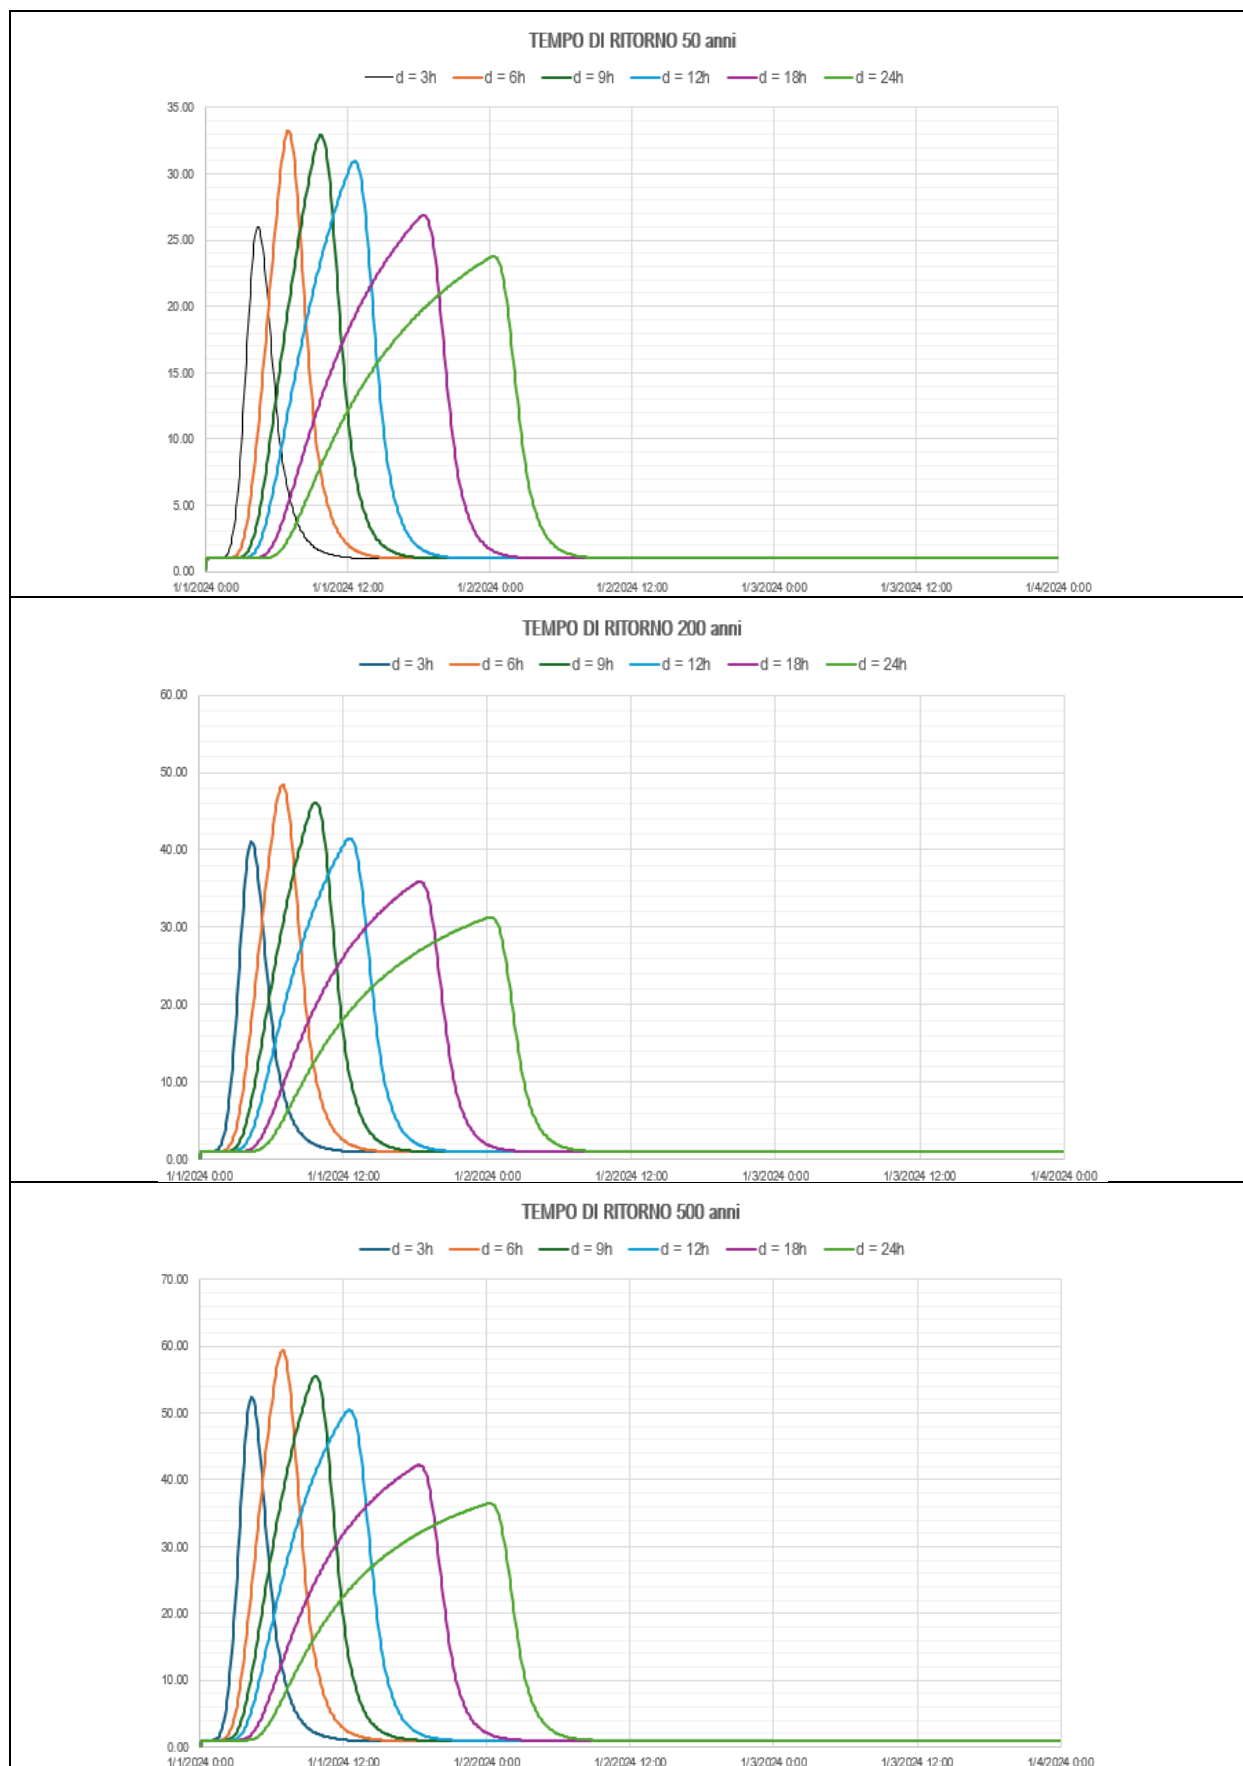 TEMPO DI RITORNO 50 anni
d = 3h d = 6h d = 9h d = 12h d = 18h d = 24h
35.00
30.00
25.00
20.00
15.00
10.00
5.00
0.00
1/1/2024 0:00 1/1/2024 12:00 1/2/2024 0:00 1/2/2024 12:00 1/3/2024 0:00 1/3/2024 12:00 1/4/2024 0:00
TEMPO DI RITORNO 200 anni
d = 3h d = 6h d = 9h d = 12h d = 18h d = 24h
60.00
50.00
40.00
30.00
20.00
10.00
0.00
1/1/2024 0:00 1/1/2024 12:00 1/2/2024 0:00 1/2/2024 12:00 1/3/2024 0:00 1/3/2024 12:00 1/4/2024 0:00
TEMPO DI RITORNO 500 anni
d = 3h d = 6h d = 9h d = 12h d = 18h d = 24h
70.00
60.00
50.00
40.00
30.00
20.00
10.00
0.00
1/1/2024 0:00 1/1/2024 12:00 1/2/2024 0:00 1/2/2024 12:00 1/3/2024 0:00 1/3/2024 12:00 1/4/2024 0:00